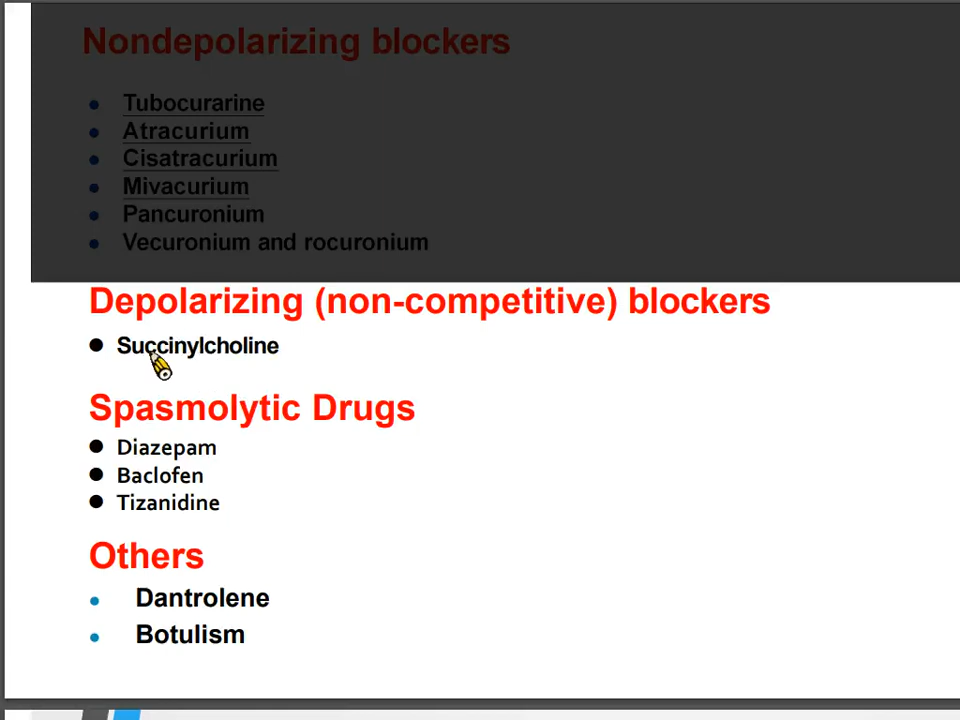 Nondepolarizing blockers
Tubocurarine
Atracurium
Cisatracurium
Mivacurium
Pancuronium
Vecuronium and rocuronium
Depolarizing (non-competitive) blockers
Succinylcholine
Spasmolytic Drugs
Diazepam
Baclofen
Tizanidine
Others
Dantrolene
Botulism